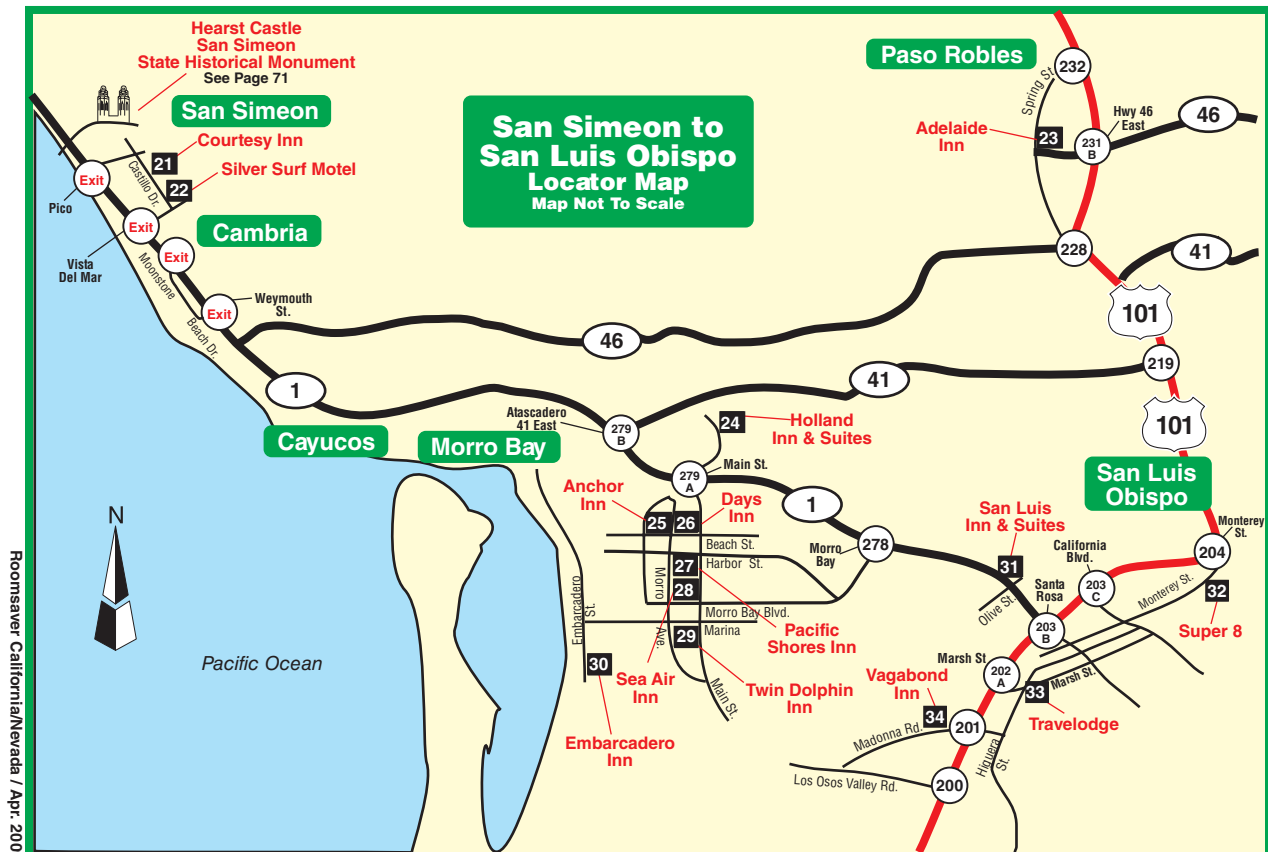 Hearst Castle
San Simeon
State Historical Monument
See Page 71
San Simeon
21
Courtesy Inn
22
Silver Surf Motel
Castillo Dr.
Exit
Pico
Exit
Vista
Del Mar
Cambria
Exit
Moonstone
Beach Dr.
Exit
Weymouth
St.
San Simeon to
San Luis Obispo
Locator Map
Map Not To Scale
Paso Robles
232
Spring St.
Adelaide
Inn
23
231
B
Hwy 46
East
46
228
41
101
46
1
41
219
101
Cayucos
Morro Bay
Atascadero
41 East
279
B
24
Holland
Inn & Suites
279
A
Main St.
1
278
Morro
Bay
Anchor
Inn
25
26
Days
Inn
Beach St.
Harbor St.
27
28
Morro
Ave.
Morro Bay Blvd.
Marina
29
Main St.
Embarcadero
St.
30
Embarcadero
Inn
Sea Air
Inn
Pacific
Shores Inn
Twin Dolphin
Inn
San Luis
Obispo
San Luis
Inn & Suites
31
Olive St.
California
Blvd.
203
C
Santa
Rosa
203
B
Monterey
St.
204
Monterey St.
32
Super 8
Marsh St.
202
A
33
Marsh St.
Travelodge
Vagabond
Inn
34
Madonna Rd.
201
Higuera
St.
Los Osos Valley Rd.
200
N
Pacific Ocean
Roomsaver California/Nevada / Apr. 200